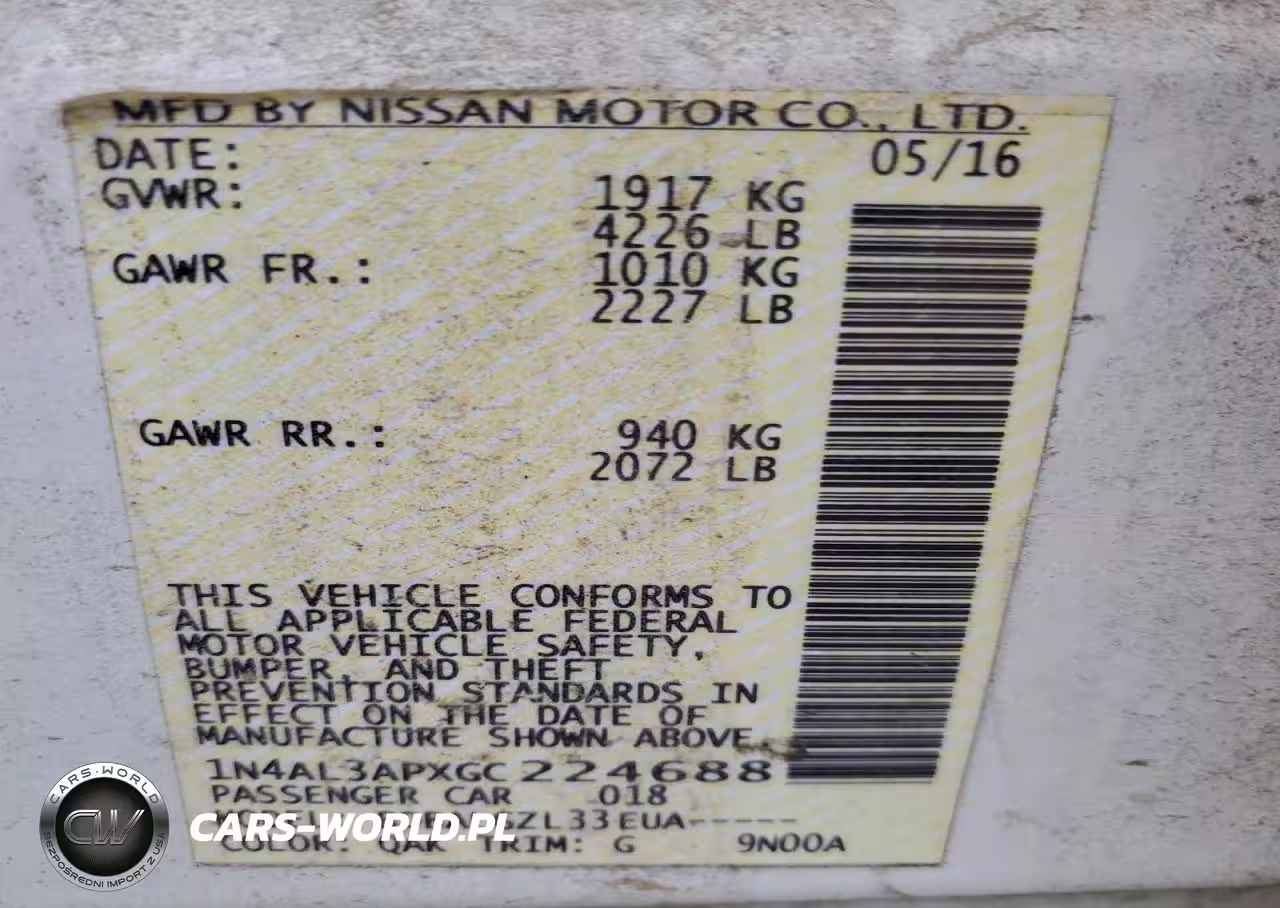 MFD BY NISSAN MOTOR CO., LTD.
DATE: 05/16
GVWR: 1917 KG
4226 LB
GAWR FR.: 1010 KG
2227 LB
GAWR RR.: 940 KG
2072 LB
THIS VEHICLE CONFORMS TO
ALL APPLICABLE FEDERAL
MOTOR VEHICLE SAFETY,
BUMPER, AND THEFT
PREVENTION STANDARDS IN
EFFECT ON THE DATE OF
MANUFACTURE SHOWN ABOVE
1N4AL3APXGC224688
PASSENGER CAR 018
ZL33EUA-----
COLOR: QAK TRIM: G 9N00A
CARS-WORLD
CW
BEZPOŚREDNI IMPORT Z USA
CARS-WORLD.PL